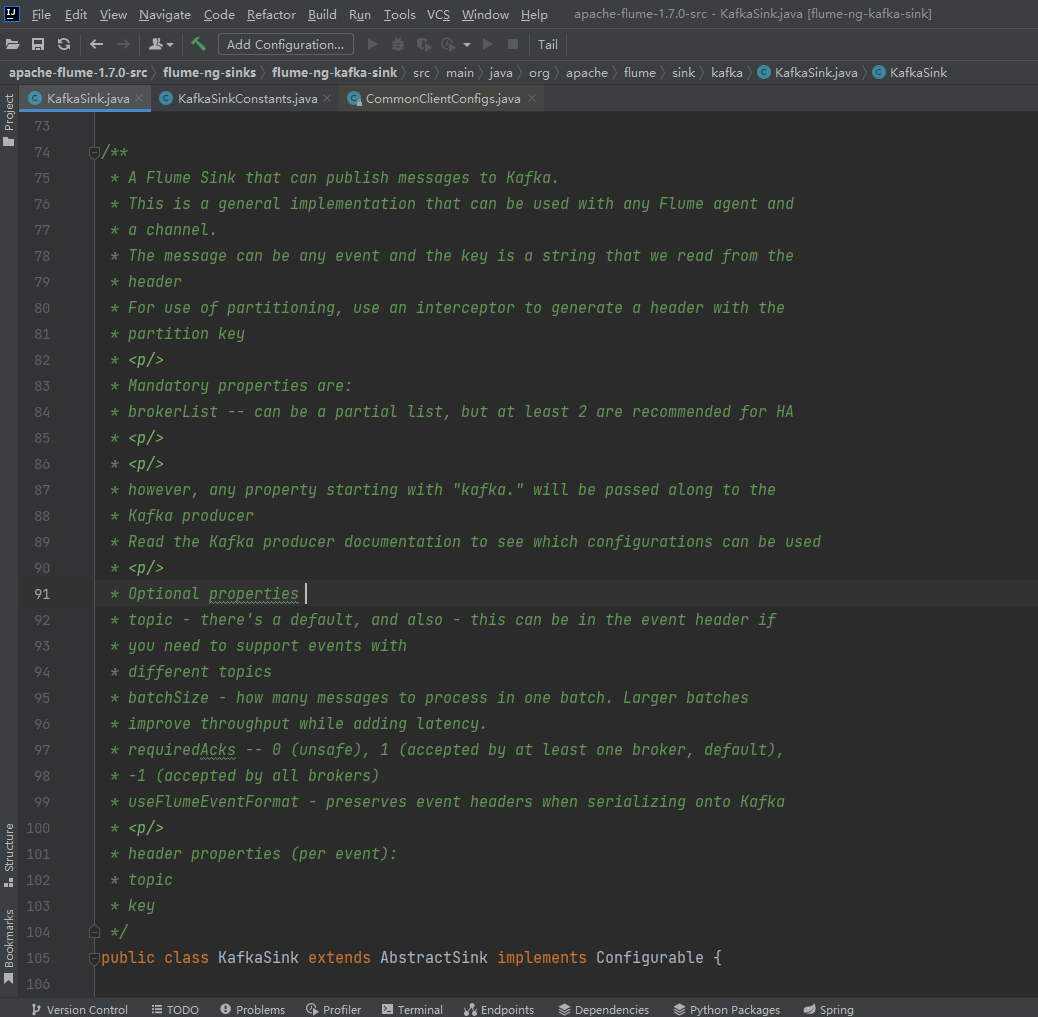 File Edit View Navigate Code Refactor Build Run Tools VCS Window Help apache-flume-1.7.0-src - KafkaSink.java [flume-ng-kafka-sink]
Add Configuration... Tail
apache-flume-1.7.0-src flume-ng-sinks flume-ng-kafka-sink src main java org apache flume sink kafka KafkaSink.java KafkaSink
KafkaSink.java KafkaSinkConstants.java CommonClientConfigs.java
Project
73
74 /**
75 * A Flume Sink that can publish messages to Kafka.
76 * This is a general implementation that can be used with any Flume agent and
77 * a channel.
78 * The message can be any event and the key is a string that we read from the
79 * header
80 * For use of partitioning, use an interceptor to generate a header with the
81 * partition key
82 * <p/>
83 * Mandatory properties are:
84 * brokerList -- can be a partial list, but at least 2 are recommended for HA
85 * <p/>
86 * <p/>
87 * however, any property starting with "kafka." will be passed along to the
88 * Kafka producer
89 * Read the Kafka producer documentation to see which configurations can be used
90 * <p/>
91 * Optional properties
92 * topic - there's a default, and also - this can be in the event header if
93 * you need to support events with
94 * different topics
95 * batchSize - how many messages to process in one batch. Larger batches
96 * improve throughput while adding latency.
97 * requiredAcks -- 0 (unsafe), 1 (accepted by at least one broker, default),
98 * -1 (accepted by all brokers)
99 * useFlumeEventFormat - preserves event headers when serializing onto Kafka
100 * <p/>
101 * header properties (per event):
102 * topic
103 * key
104 */
105 public class KafkaSink extends AbstractSink implements Configurable {
106
Structure
Bookmarks
Version Control TODO Problems Profiler Terminal Endpoints Dependencies Python Packages Spring